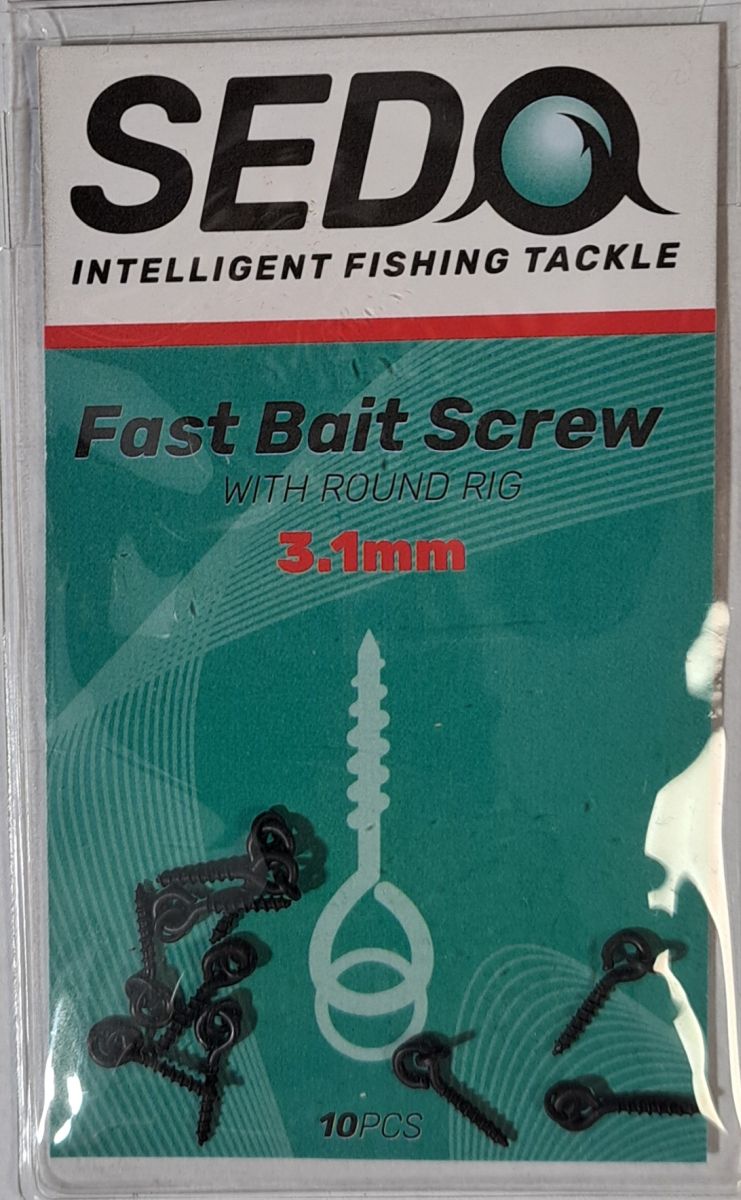 SEDO
INTELLIGENT FISHING TACKLE
Fast Bait Screw
WITH ROUND RIG
3.1mm
10PCS